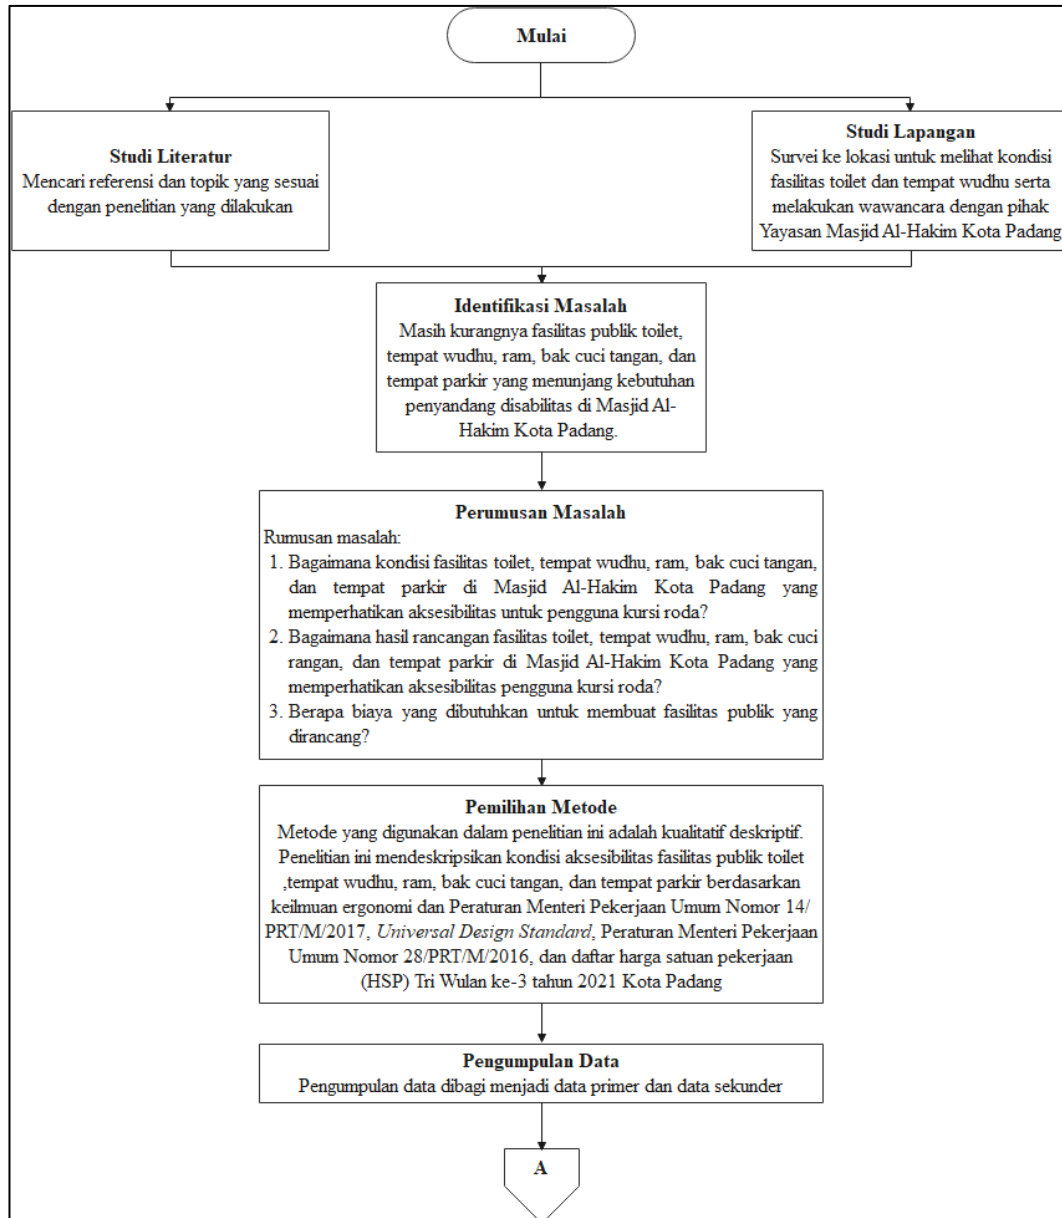 Mulai
Studi Literatur
Mencari referensi dan topik yang sesuai
dengan penelitian yang dilakukan
Studi Lapangan
Survei ke lokasi untuk melihat kondisi
fasilitas toilet dan tempat wudhu serta
melakukan wawancara dengan pihak
Yayasan Masjid Al-Hakim Kota Padang
Identifikasi Masalah
Masih kurangnya fasilitas publik toilet,
tempat wudhu, ram, bak cuci tangan, dan
tempat parkir yang menunjang kebutuhan
penyandang disabilitas di Masjid Al-
Hakim Kota Padang.
Perumusan Masalah
Rumusan masalah:
1. Bagaimana kondisi fasilitas toilet, tempat wudhu, ram, bak cuci tangan,
dan tempat parkir di Masjid Al-Hakim Kota Padang yang
memperhatikan aksesibilitas untuk pengguna kursi roda?
2. Bagaimana hasil rancangan fasilitas toilet, tempat wudhu, ram, bak cuci
rangan, dan tempat parkir di Masjid Al-Hakim Kota Padang yang
memperhatikan aksesibilitas pengguna kursi roda?
3. Berapa biaya yang dibutuhkan untuk membuat fasilitas publik yang
dirancang?
Pemilihan Metode
Metode yang digunakan dalam penelitian ini adalah kualitatif deskriptif.
Penelitian ini mendeskripsikan kondisi aksesibilitas fasilitas publik toilet
,tempat wudhu, ram, bak cuci tangan, dan tempat parkir berdasarkan
keilmuan ergonomi dan Peraturan Menteri Pekerjaan Umum Nomor 14/
PRT/M/2017, Universal Design Standard, Peraturan Menteri Pekerjaan
Umum Nomor 28/PRT/M/2016, dan daftar harga satuan pekerjaan
(HSP) Tri Wulan ke-3 tahun 2021 Kota Padang
Pengumpulan Data
Pengumpulan data dibagi menjadi data primer dan data sekunder
A